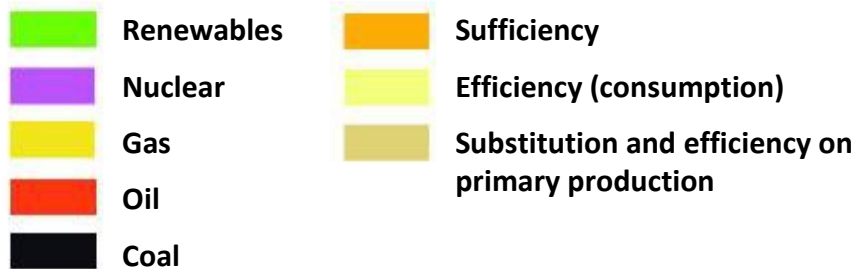 Renewables
Nuclear
Gas
Oil
Coal
Sufficiency
Efficiency (consumption)
Substitution and efficiency on
primary production